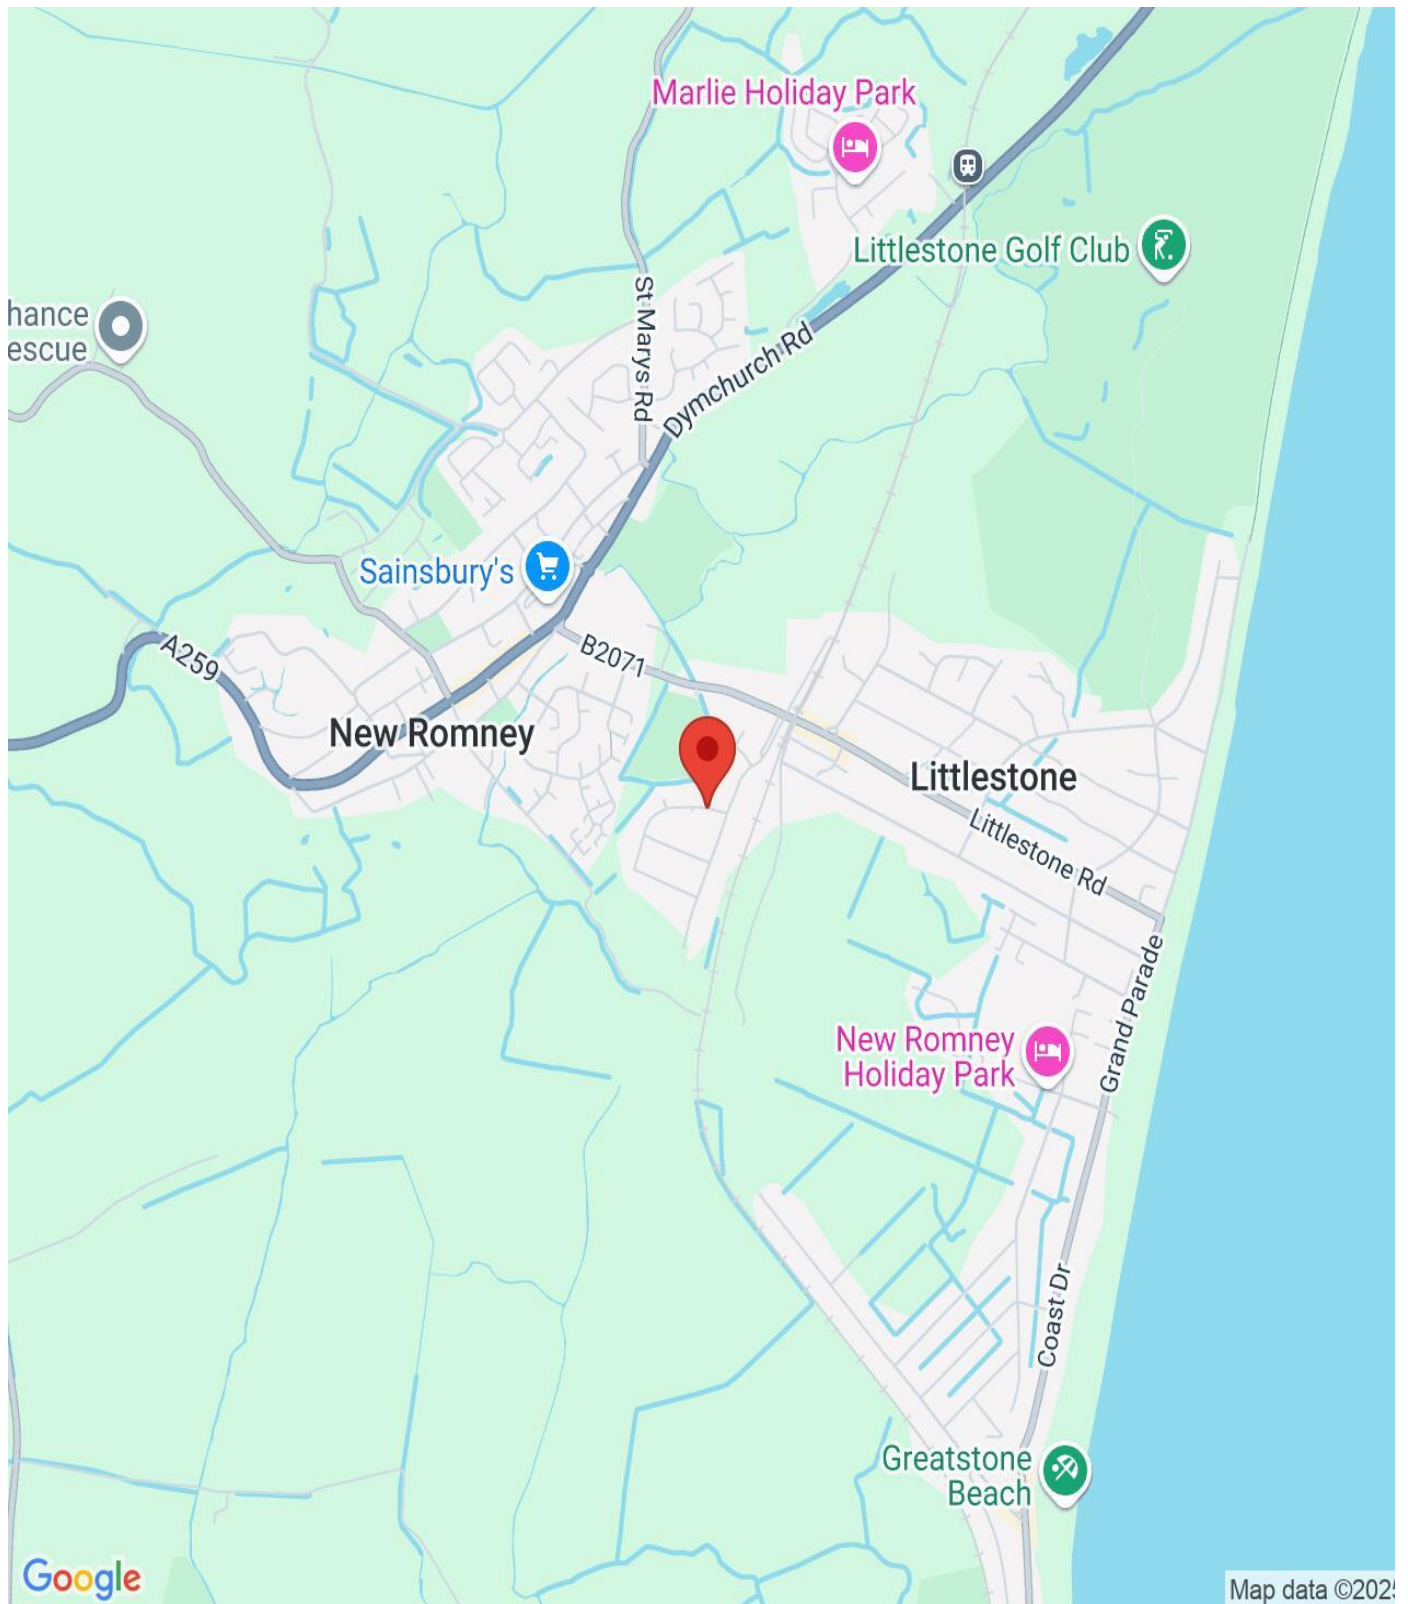 Marlie Holiday Park
Littlestone Golf Club
St Marys Rd
hance
escue
Dymchurch Rd
Sainsbury's
A259
B2071
New Romney
Littlestone
Littlestone Rd
Grand Parade
New Romney
Holiday Park
Coast Dr
Greatstone
Beach
Google
Map data ©2025